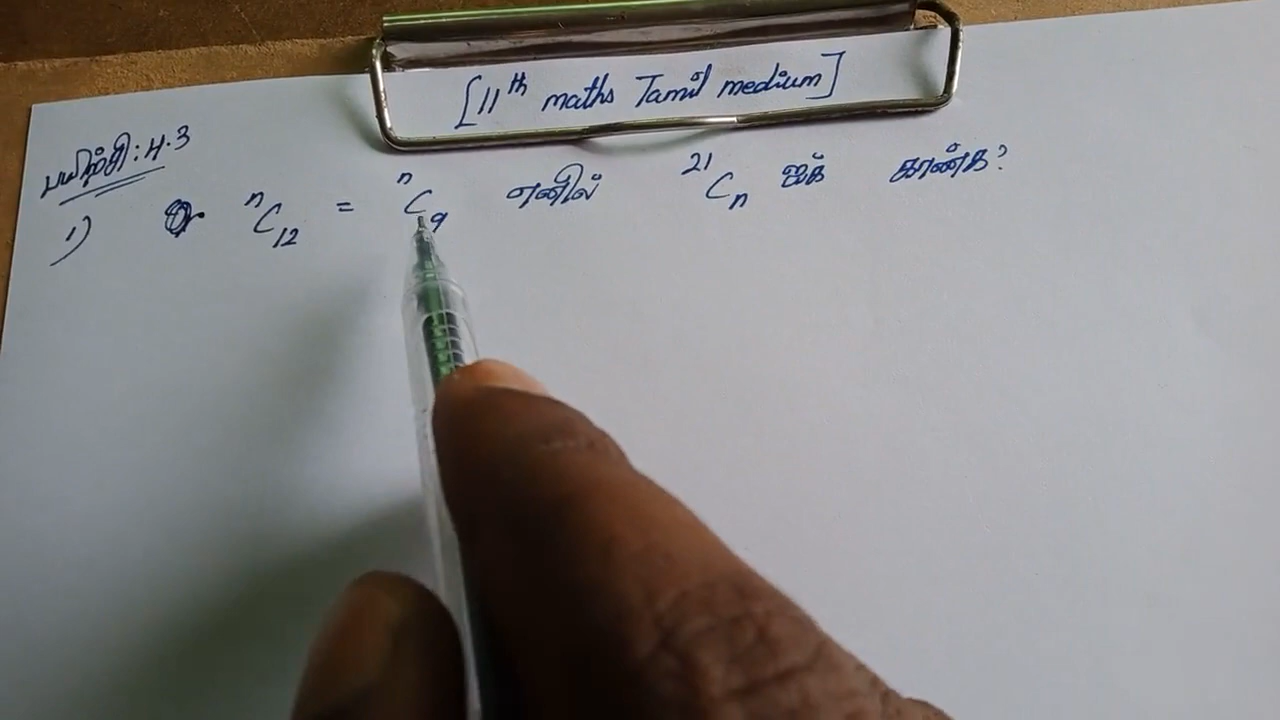 [11th maths Tamil medium]
பயிற்சி: 4.3
1) nC12 = nC9 எனில் 21Cn ஐக் காண்க?